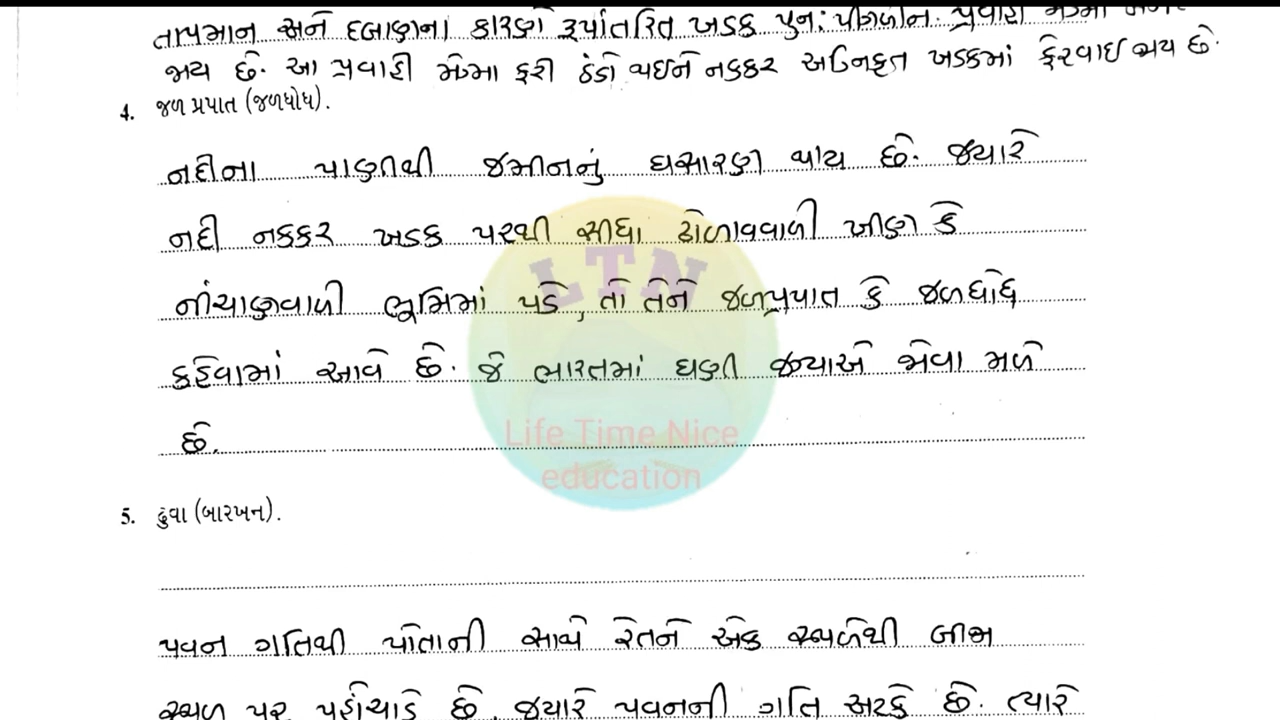 તાપમાન અને દબાણના કારણે રૂપાંતરિત ખડક પુન: પીગળીને પ્રવાહી
જાય છે. આ પ્રવાહી મેગ્મા ફરી ઠંડો થઈને નક્કર અગ્નિકૃત ખડકમાં ફેરવાઈ જાય છે.
4. જળ પ્રપાત (જળધોધ).
નદીના પાણીથી જમીનનું ઘસારણ થાય છે. જ્યારે
નદી નક્કર ખડક પરથી સીધા ઢોળાવવાળી ખીણ કે
નીચાણવાળી ભૂમિમાં પડે, તો તેને જળપ્રપાત કે જળધોધ
કહેવામાં આવે છે. જે ભારતમાં ઘણી જગ્યાએ જોવા મળે
છે.
LTN
Life Time Nice
education
5. ઢુવા (બારખન).
પવન ગતિથી પોતાની સાથે રેતને એક સ્થળેથી બીજા
સ્થળ પર પહોંચાડે છે. જ્યારે પવનની ગતિ અટકે છે. ત્યારે